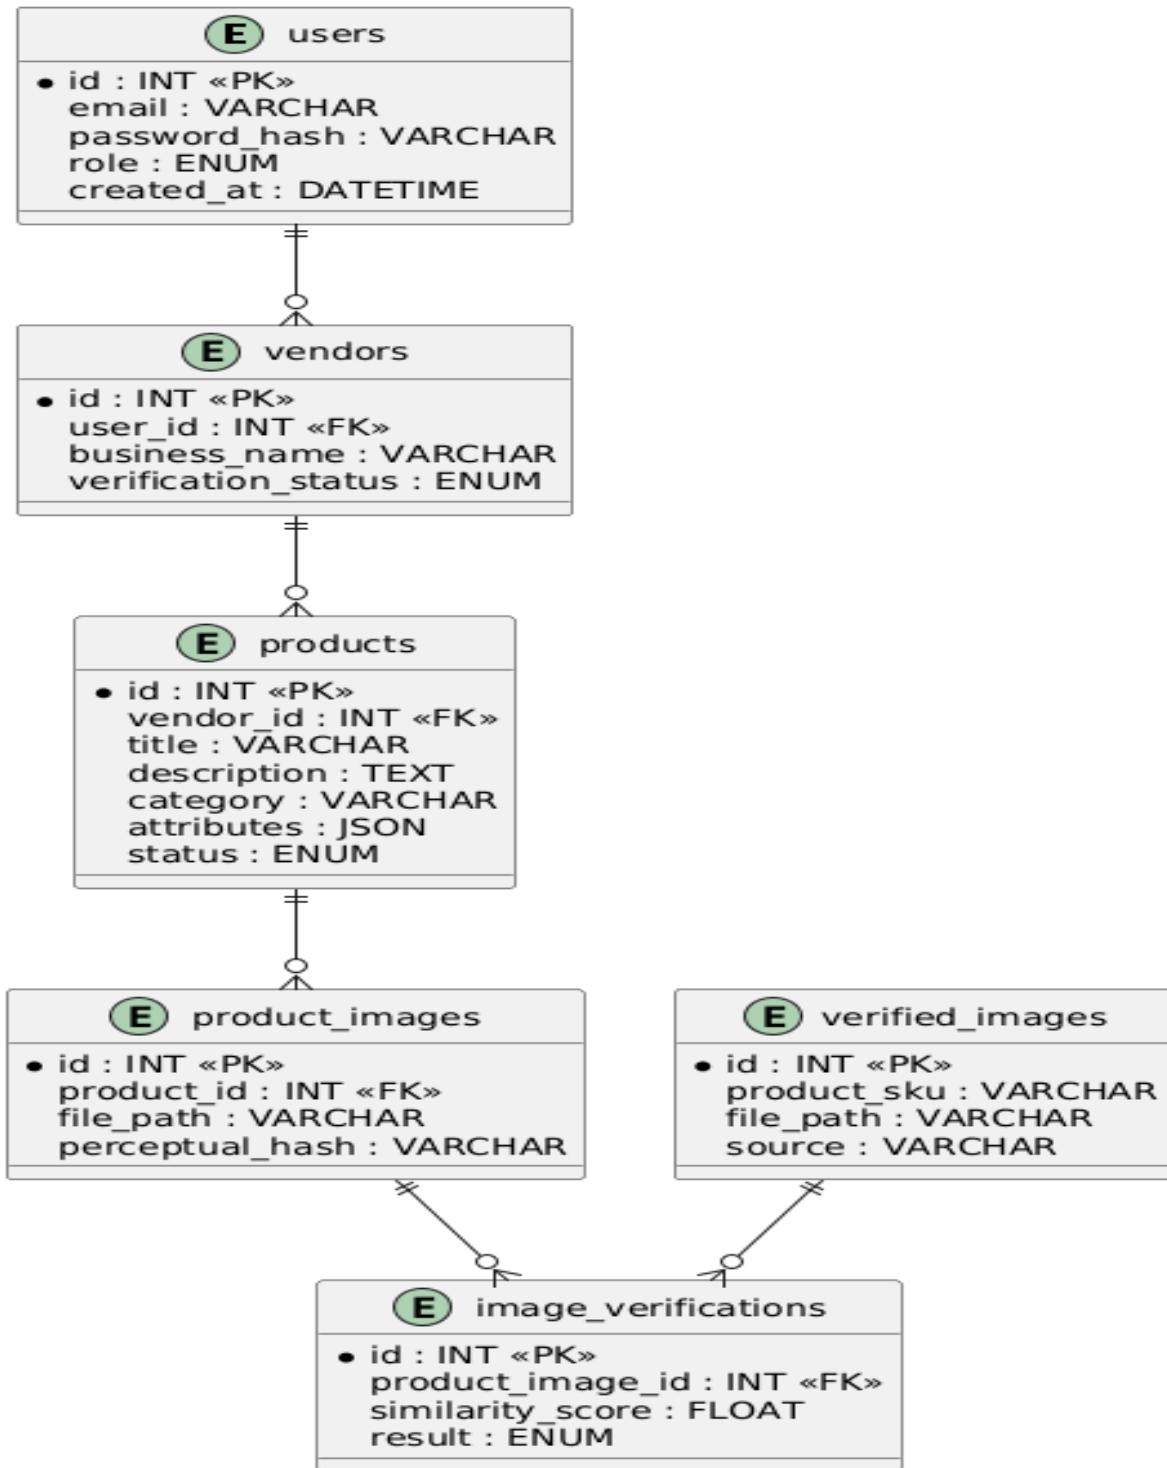 E users
id : INT «PK»
email : VARCHAR
password_hash : VARCHAR
role : ENUM
created_at : DATETIME
E vendors
id : INT «PK»
user_id : INT «FK»
business_name : VARCHAR
verification_status : ENUM
E products
id : INT «PK»
vendor_id : INT «FK»
title : VARCHAR
description : TEXT
category : VARCHAR
attributes : JSON
status : ENUM
E product_images
id : INT «PK»
product_id : INT «FK»
file_path : VARCHAR
perceptual_hash : VARCHAR
E verified_images
id : INT «PK»
product_sku : VARCHAR
file_path : VARCHAR
source : VARCHAR
E image_verifications
id : INT «PK»
product_image_id : INT «FK»
similarity_score : FLOAT
result : ENUM